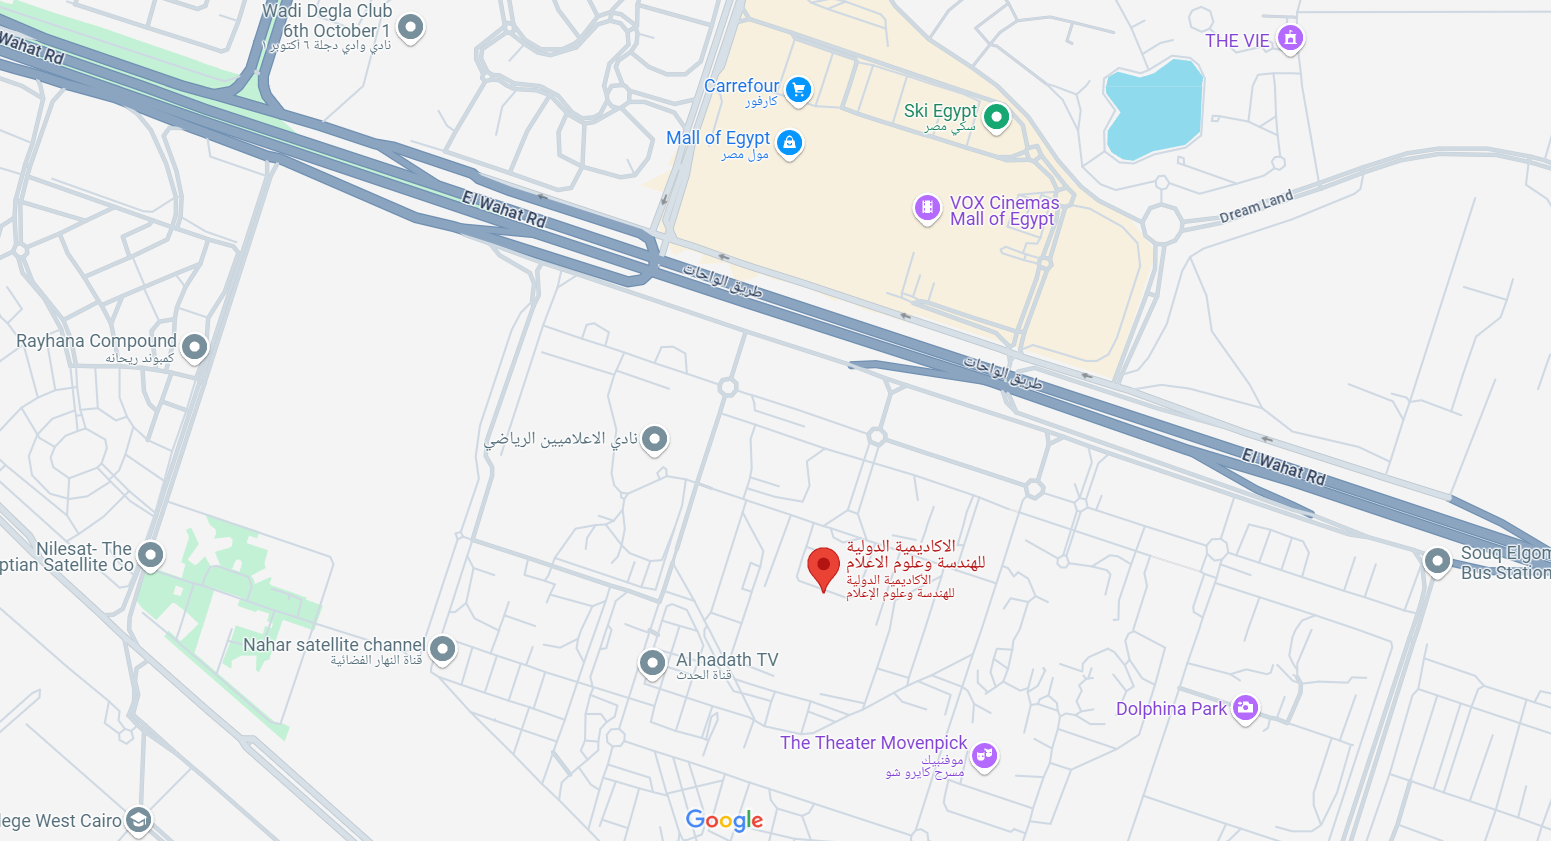 Wadi Degla Club
6th October 1
نادي وادي دجلة ٦ أكتوبر ١
Wahat Rd
THE VIE
Carrefour
كارفور
Ski Egypt
سكي مصر
Mall of Egypt
مول مصر
El Wahat Rd
VOX Cinemas
Mall of Egypt
Dream Land
طريق الواحات
Rayhana Compound
كمبوند ريحانه
طريق الواحات
نادي الاعلاميين الرياضي
El Wahat Rd
Nilesat- The
ptian Satellite Co
الاكاديمية الدولية
للهندسة وعلوم الاعلام
الأكاديمية الدولية
للهندسة وعلوم الإعلام
Souq Elgom
Bus Station
Nahar satellite channel
قناة النهار الفضائية
Al hadath TV
قناة الحدث
Dolphina Park
The Theater Movenpick
موفنبيك
مسرح كايرو شو
lege West Cairo
Google